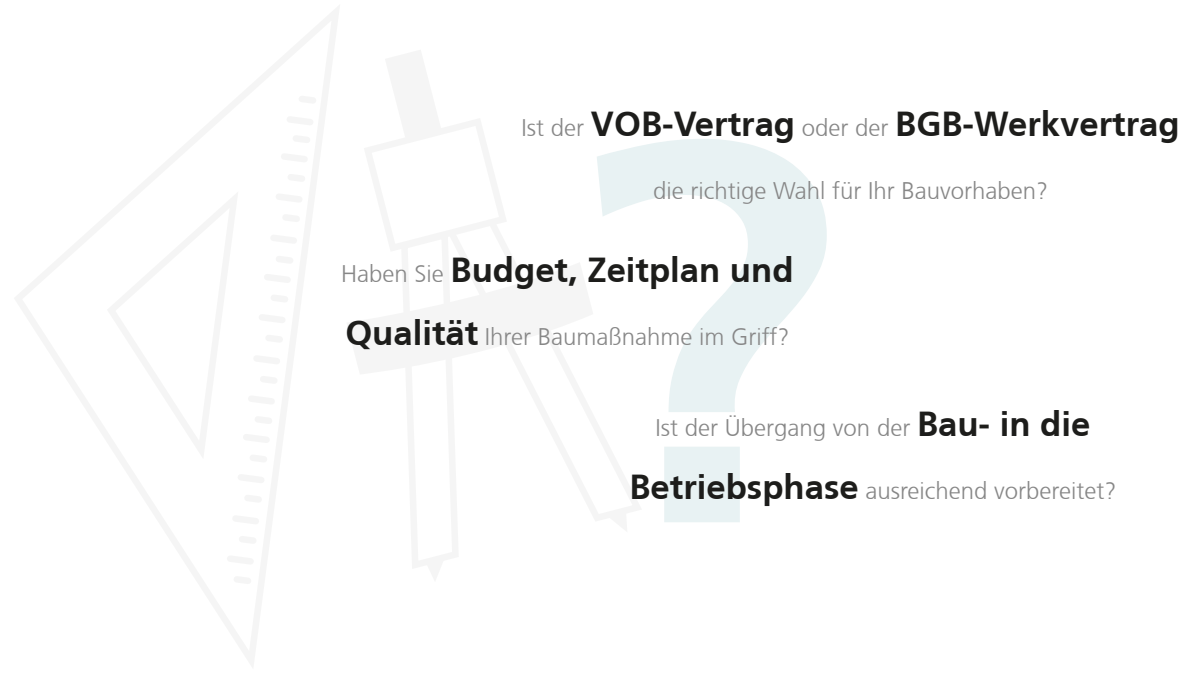 Ist der VOB-Vertrag oder der BGB-Werkvertrag
die richtige Wahl für Ihr Bauvorhaben?
Haben Sie Budget, Zeitplan und
Qualität Ihrer Baumaßnahme im Griff?
Ist der Übergang von der Bau- in die
Betriebsphase ausreichend vorbereitet?